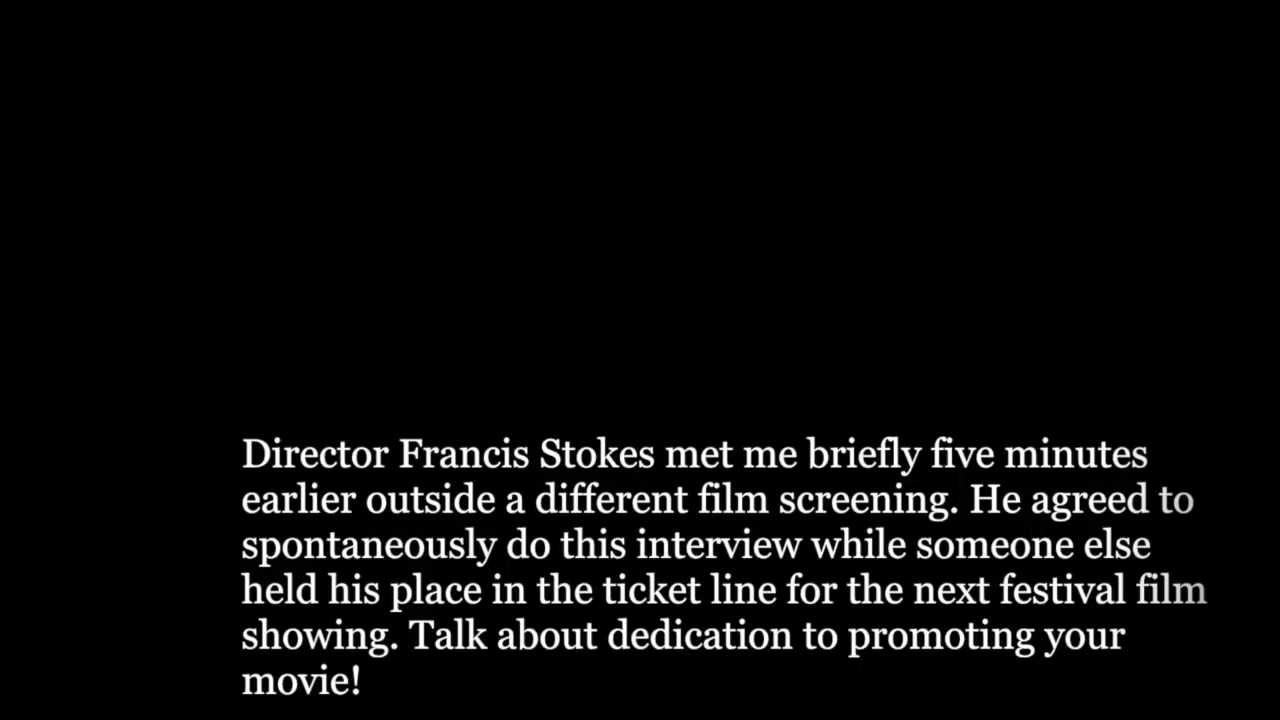 Director Francis Stokes met me briefly five minutes
earlier outside a different film screening. He agreed to
spontaneously do this interview while someone else
held his place in the ticket line for the next festival film
showing. Talk about dedication to promoting your
movie!